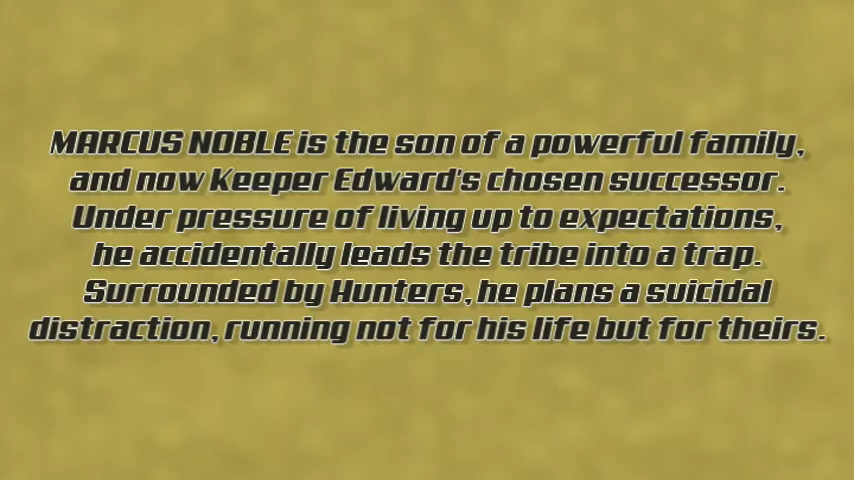 MARCUS NOBLE is the son of a powerful family,
and now Keeper Edward's chosen successor.
Under pressure of living up to expectations,
he accidentally leads the tribe into a trap.
Surrounded by Hunters, he plans a suicidal
distraction, running not for his life but for theirs.